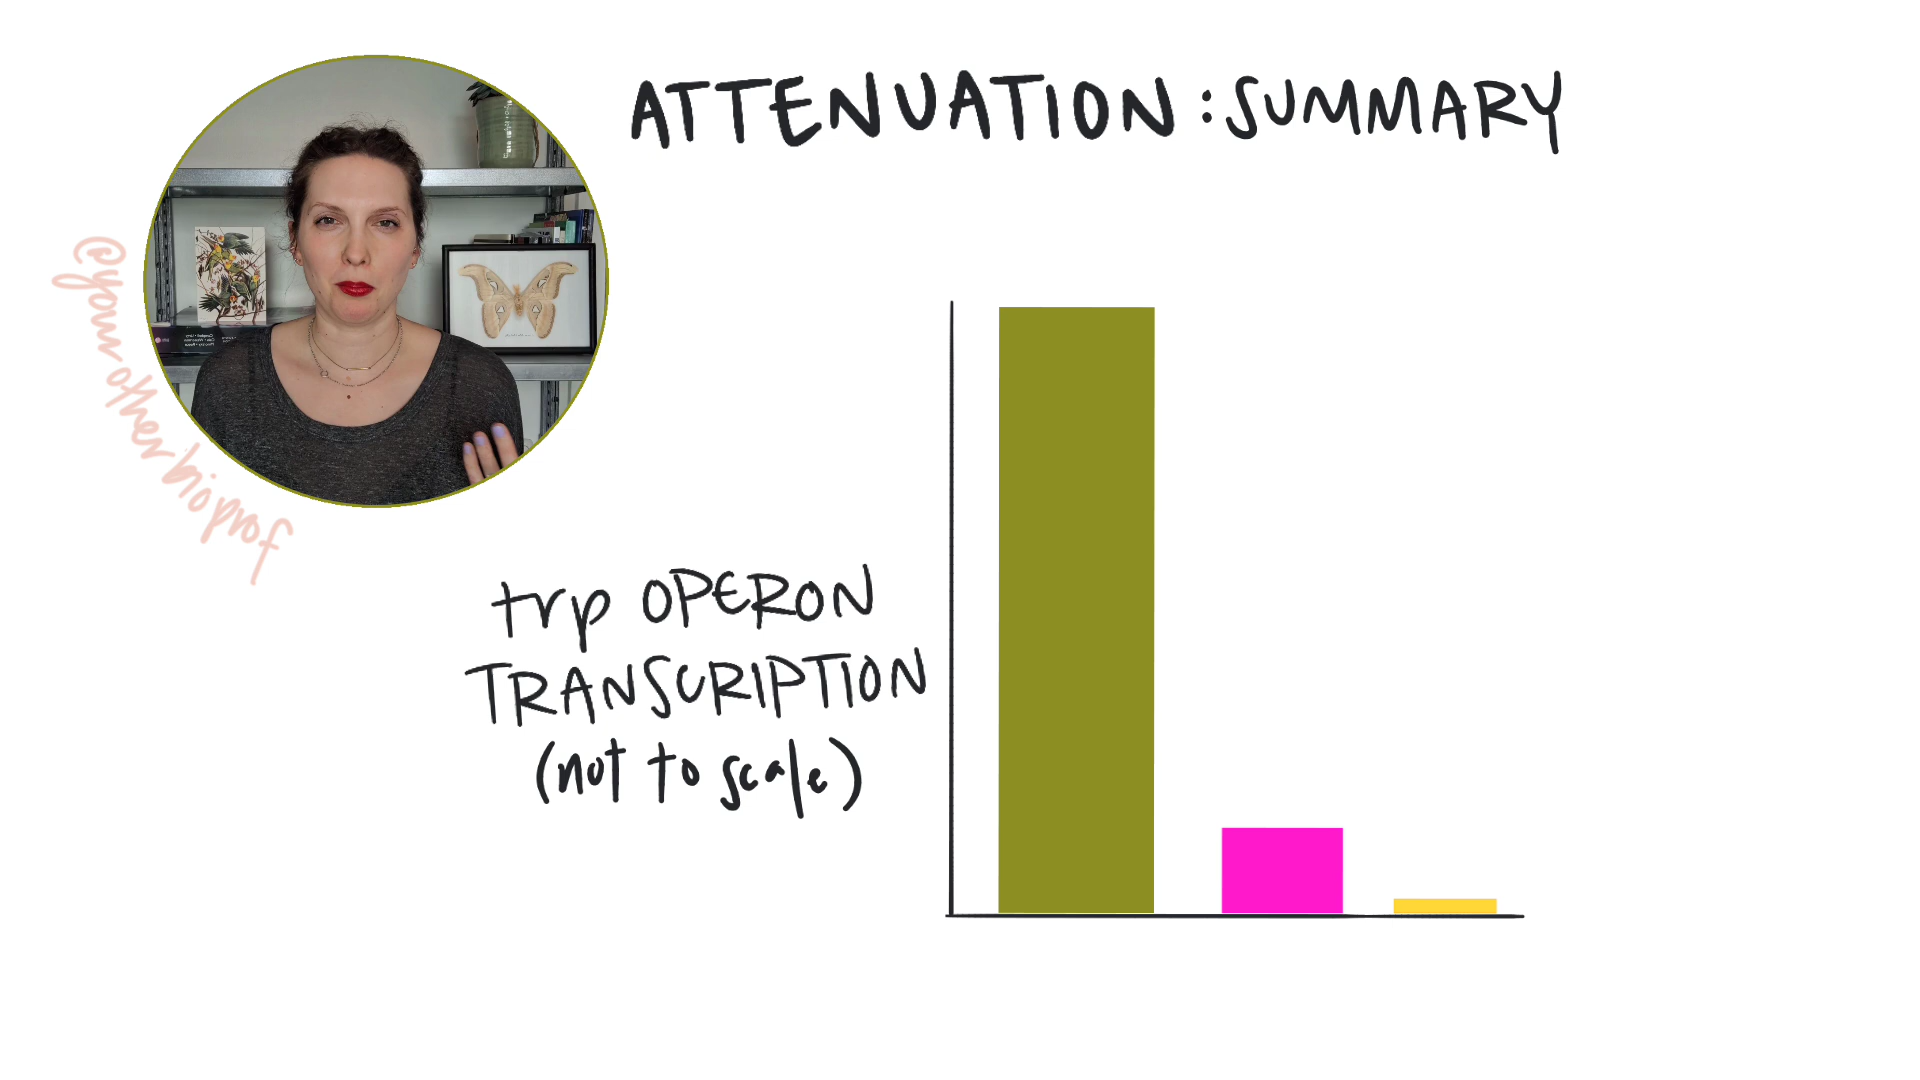 ATTENUATION: SUMMARY
@yourotherbioprof
trp OPERON
TRANSCRIPTION
(not to scale)